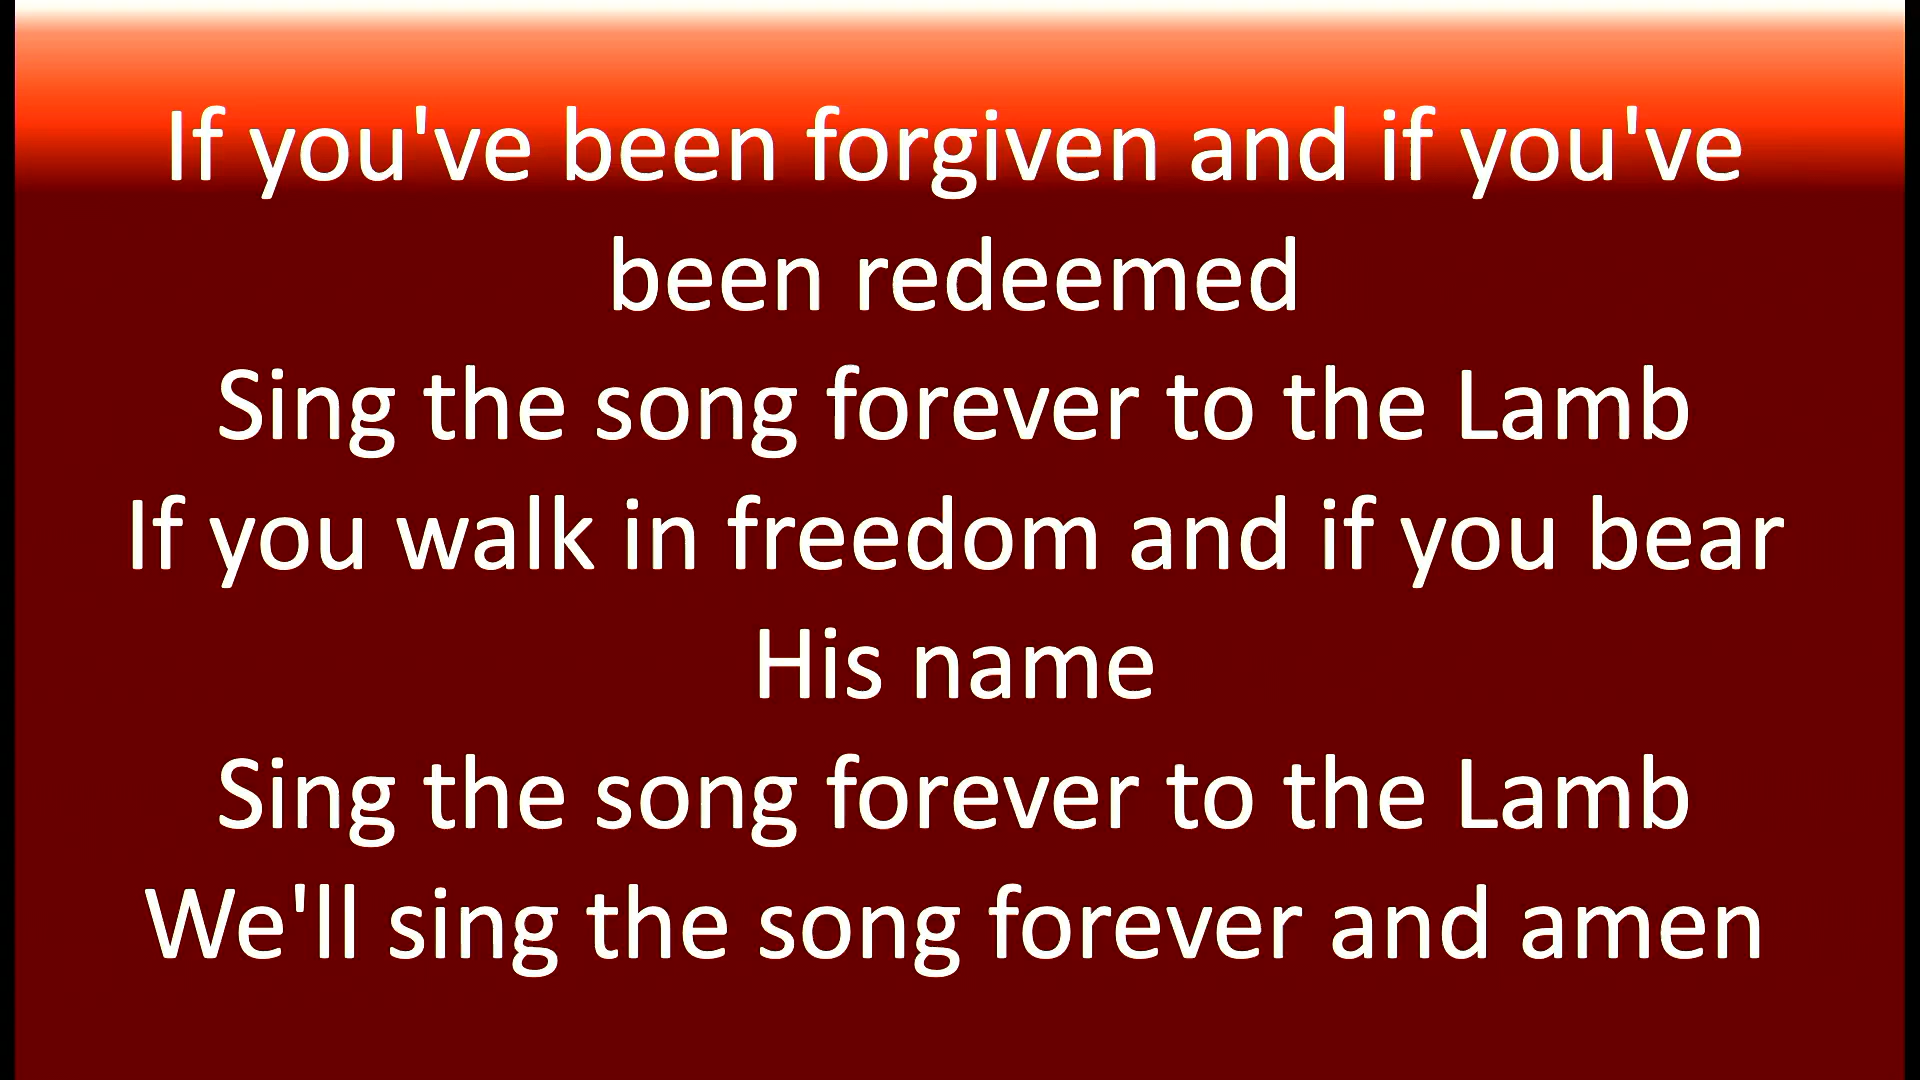 If you've been forgiven and if you've
been redeemed
Sing the song forever to the Lamb
If you walk in freedom and if you bear
His name
Sing the song forever to the Lamb
We'll sing the song forever and amen